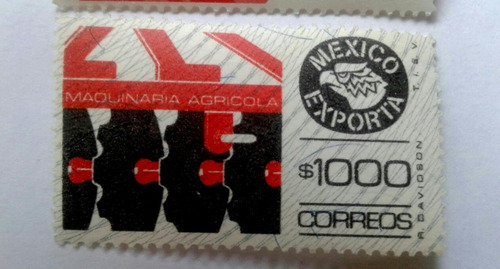 MAQUINARIA AGRICOLA
MEXICO
EXPORTA
$1000
CORREOS
T.I.E.V.
R. DAVIDSON